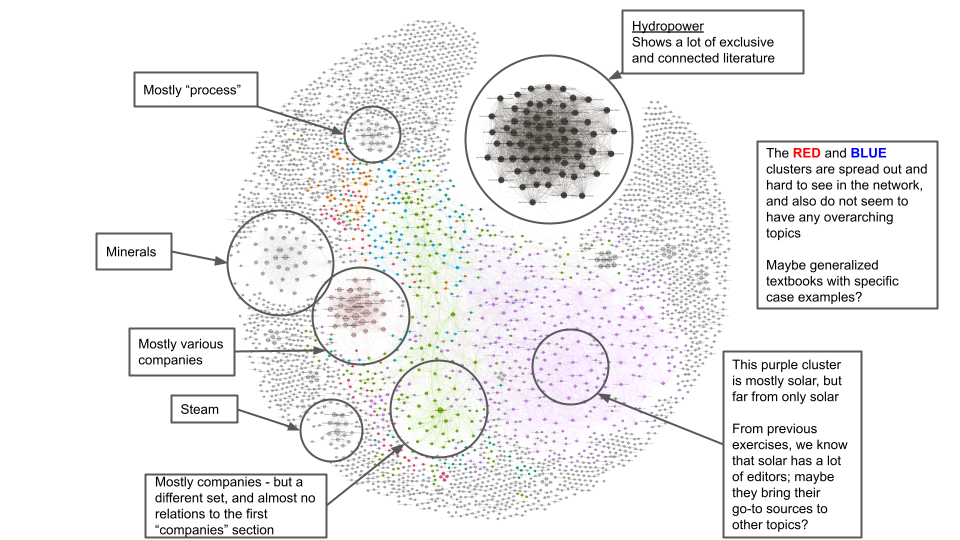 Hydropower
Shows a lot of exclusive
and connected literature
Mostly “process”
The RED and BLUE
clusters are spread out and
hard to see in the network,
and also do not seem to
have any overarching
topics
Maybe generalized
textbooks with specific
case examples?
Minerals
Mostly various
companies
This purple cluster
is mostly solar, but
far from only solar
From previous
exercises, we know
that solar has a lot
of editors; maybe
they bring their
go-to sources to
other topics?
Steam
Mostly companies - but a
different set, and almost no
relations to the first
“companies” section